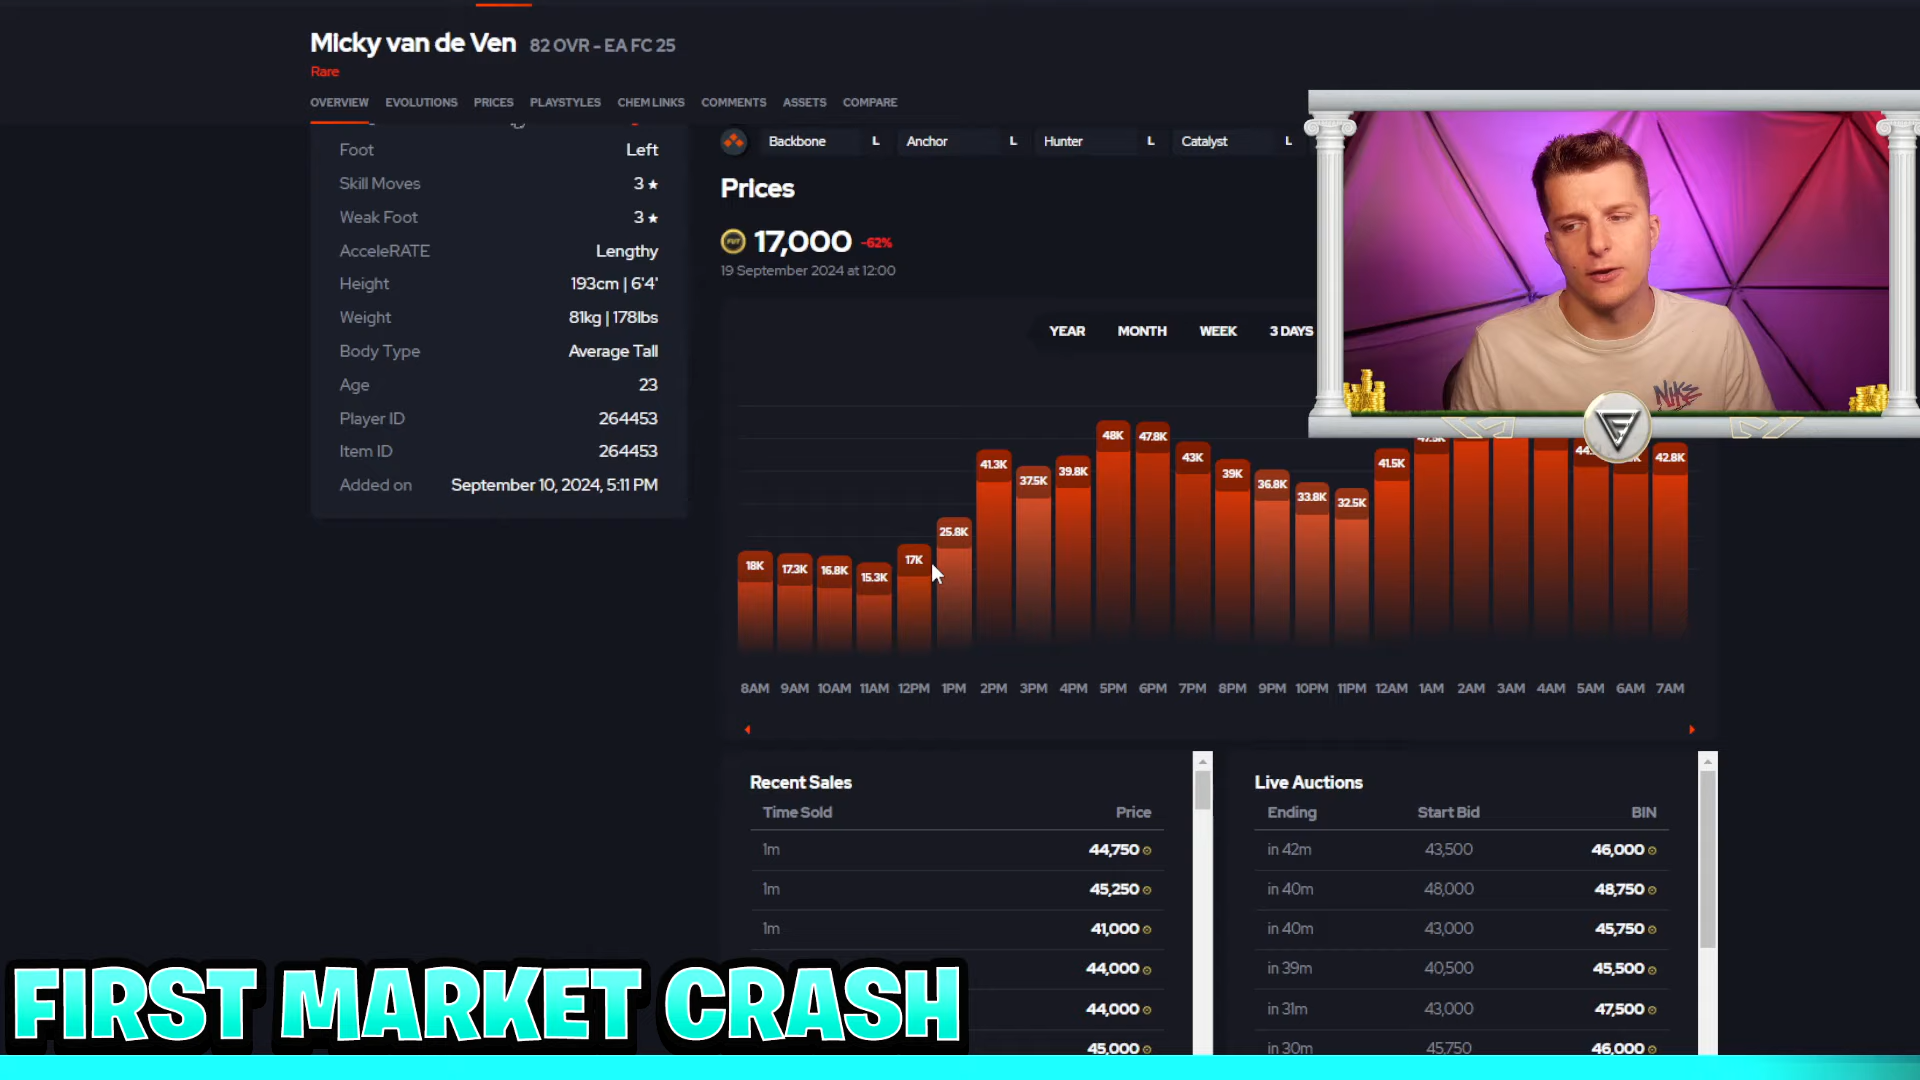 Micky van de Ven 82 OVR - EA FC 25
Rare
OVERVIEW EVOLUTIONS PRICES PLAYSTYLES CHEM LINKS COMMENTS ASSETS COMPARE
Foot Left
Skill Moves 3 ★
Weak Foot 3 ★
AcceleRATE Lengthy
Height 193cm | 6'4'
Weight 81kg | 178lbs
Body Type Average Tall
Age 23
Player ID 264453
Item ID 264453
Added on September 10, 2024, 5:11 PM
Backbone L Anchor L Hunter L Catalyst L
Prices
FUT 17,000 -62%
19 September 2024 at 12:00
YEAR MONTH WEEK 3 DAYS
NIKE
18K 17.3K 16.8K 15.3K 17K 25.8K 41.3K 37.5K 39.8K 48K 47.8K 43K 39K 36.8K 33.8K 32.5K 41.5K 42.8K
8AM 9AM 10AM 11AM 12PM 1PM 2PM 3PM 4PM 5PM 6PM 7PM 8PM 9PM 10PM 11PM 12AM 1AM 2AM 3AM 4AM 5AM 6AM 7AM
Recent Sales
Time Sold Price
1m 44,750
1m 45,250
1m 41,000
44,000
44,000
45,000
Live Auctions
Ending Start Bid BIN
in 42m 43,500 46,000
in 40m 48,000 48,750
in 40m 43,000 45,750
in 39m 40,500 45,500
in 31m 43,000 47,500
in 30m 45,750 46,000
FIRST MARKET CRASH